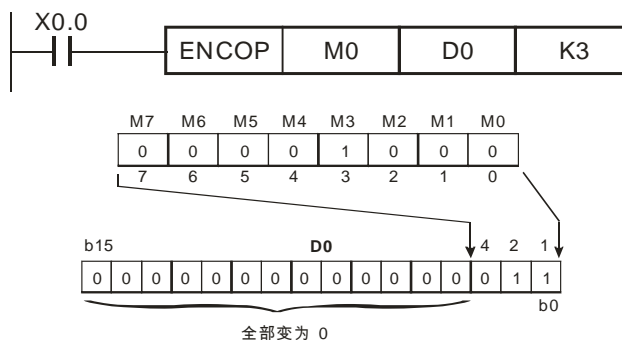 X0.0
ENCOP M0 D0 K3
M7 M6 M5 M4 M3 M2 M1 M0
0 0 0 0 1 0 0 0
7 6 5 4 3 2 1 0
b15 D0 4 2 1
0 0 0 0 0 0 0 0 0 0 0 0 0 0 1 1
b0
全部变为 0